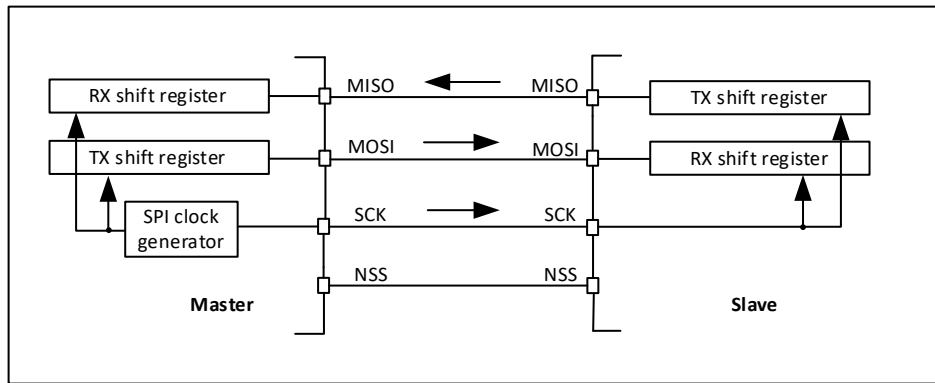 RX shift register
MISO
MISO
TX shift register
TX shift register
MOSI
MOSI
RX shift register
SPI clock
generator
SCK
SCK
NSS
NSS
Master
Slave